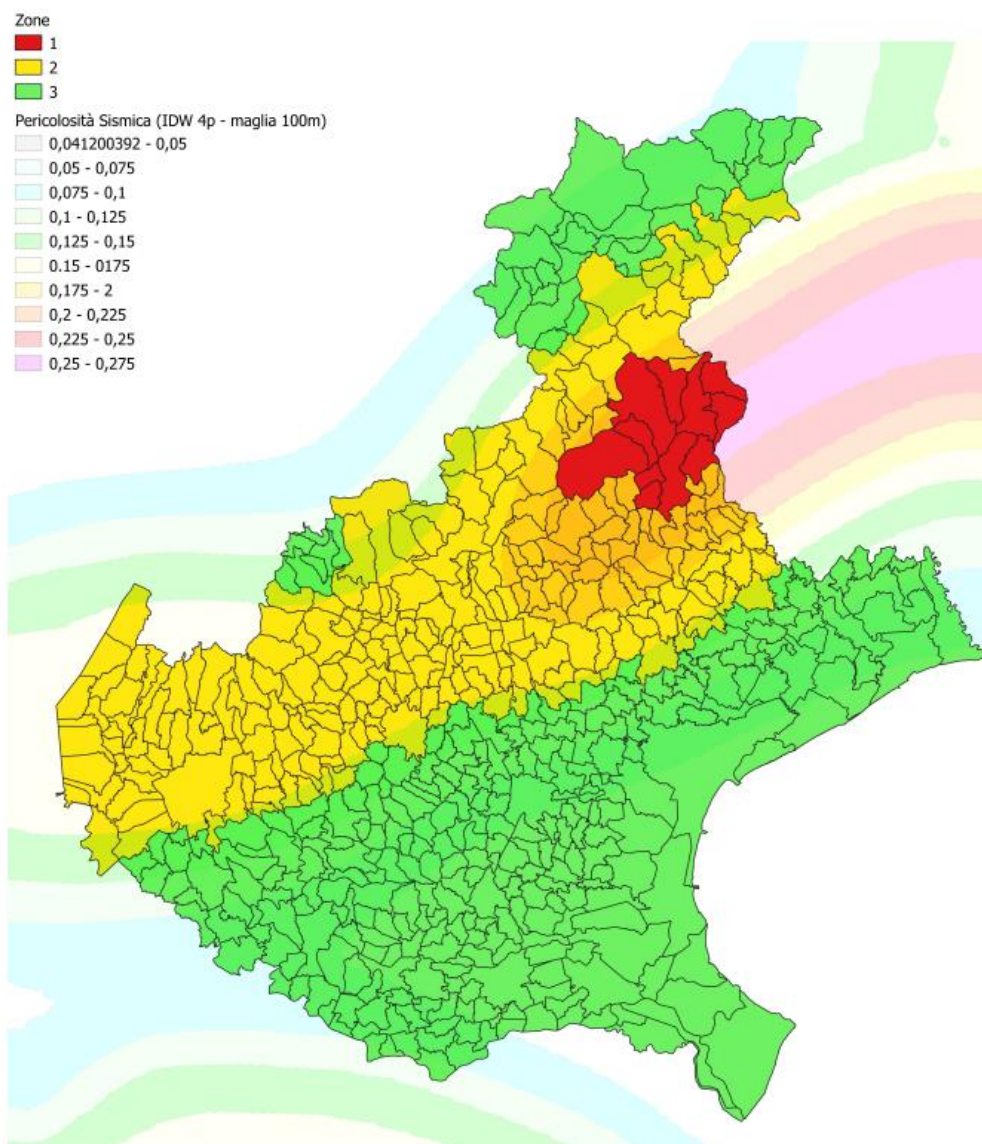 Zone
1
2
3
Pericolosità Sismica (IDW 4p - maglia 100m)
0,041200392 - 0,05
0,05 - 0,075
0,075 - 0,1
0,1 - 0,125
0,125 - 0,15
0.15 - 0175
0,175 - 2
0,2 - 0,225
0,225 - 0,25
0,25 - 0,275